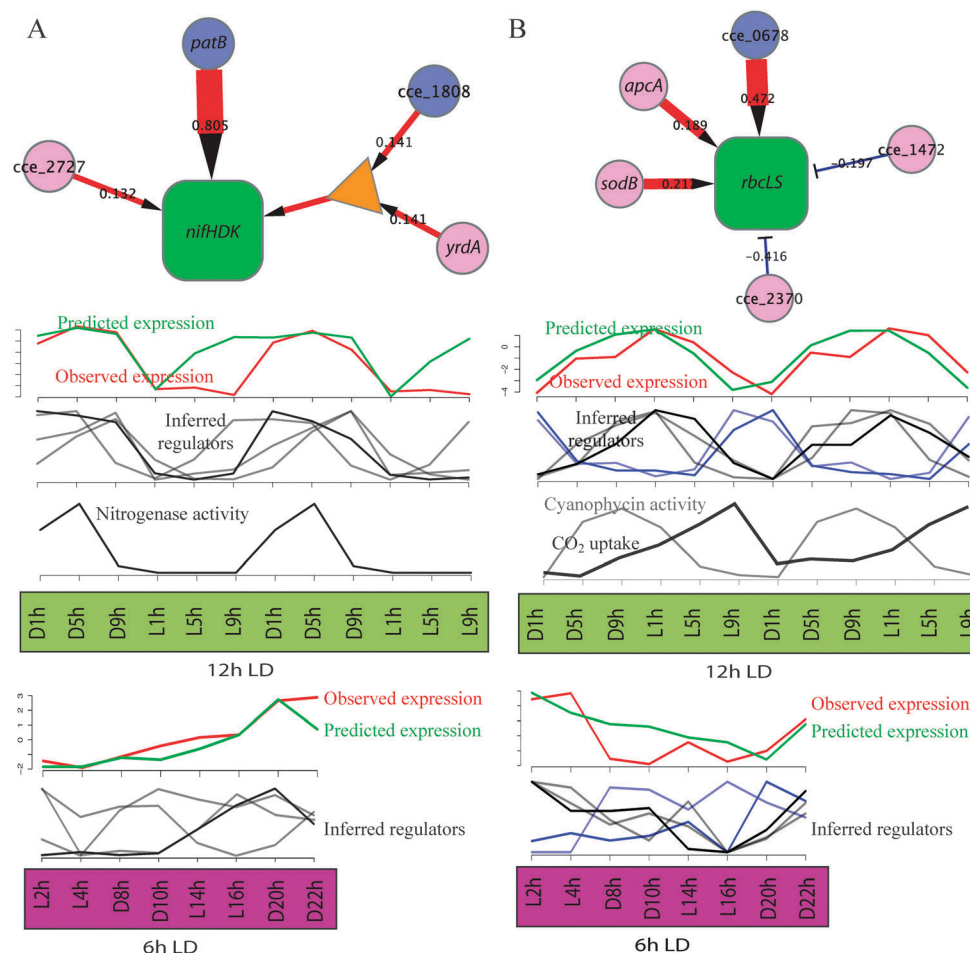 A
patB
cce_1808
0.805
0.141
cce_2727
0.132
nifHDK
0.141
yrdA
Predicted expression
Observed expression
Inferred
regulators
Nitrogenase activity
D1h D5h D9h L1h L5h L9h D1h D5h D9h L1h L5h L9h
12h LD
3
2
1
0
-2
Observed expression
Predicted expression
Inferred regulators
L2h L4h D8h D10h L14h L16h D20h D22h
6h LD
B
cce_0678
apcA
0.472
0.189
cce_1472
-0.197
sodB
rbcLS
-0.416
cce_2370
Predicted expression
0
-2
-4
Observed expression
Inferred
regulators
Cyanophycin activity
CO₂ uptake
D1h D5h D9h L1h L5h L9h D1h D5h D9h L1h L5h L9h
12h LD
Observed expression
Predicted expression
Inferred regulators
L2h L4h D8h D10h L14h L16h D20h D22h
6h LD